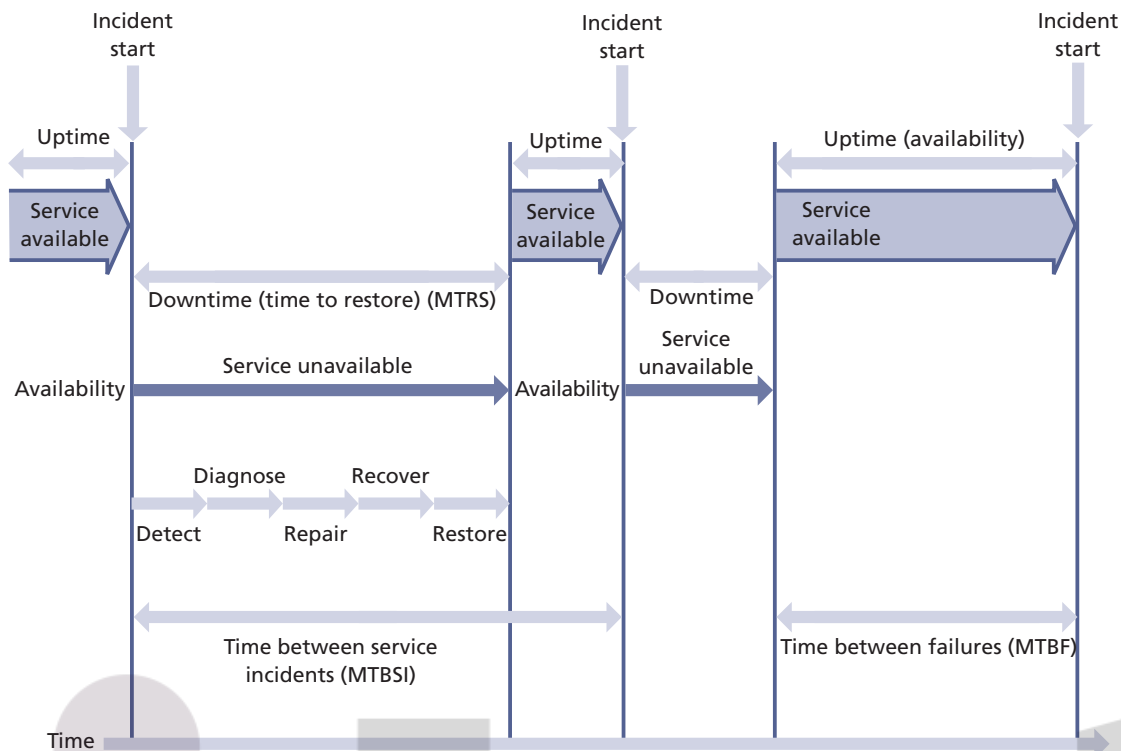 Incident
start
Incident
start
Incident
start
Uptime
Uptime
Uptime (availability)
Service
available
Service
available
Service
available
Downtime (time to restore) (MTRS)
Downtime
Service unavailable
Service
unavailable
Availability
Availability
Diagnose
Recover
Detect
Repair
Restore
Time between service
incidents (MTBSI)
Time between failures (MTBF)
Time